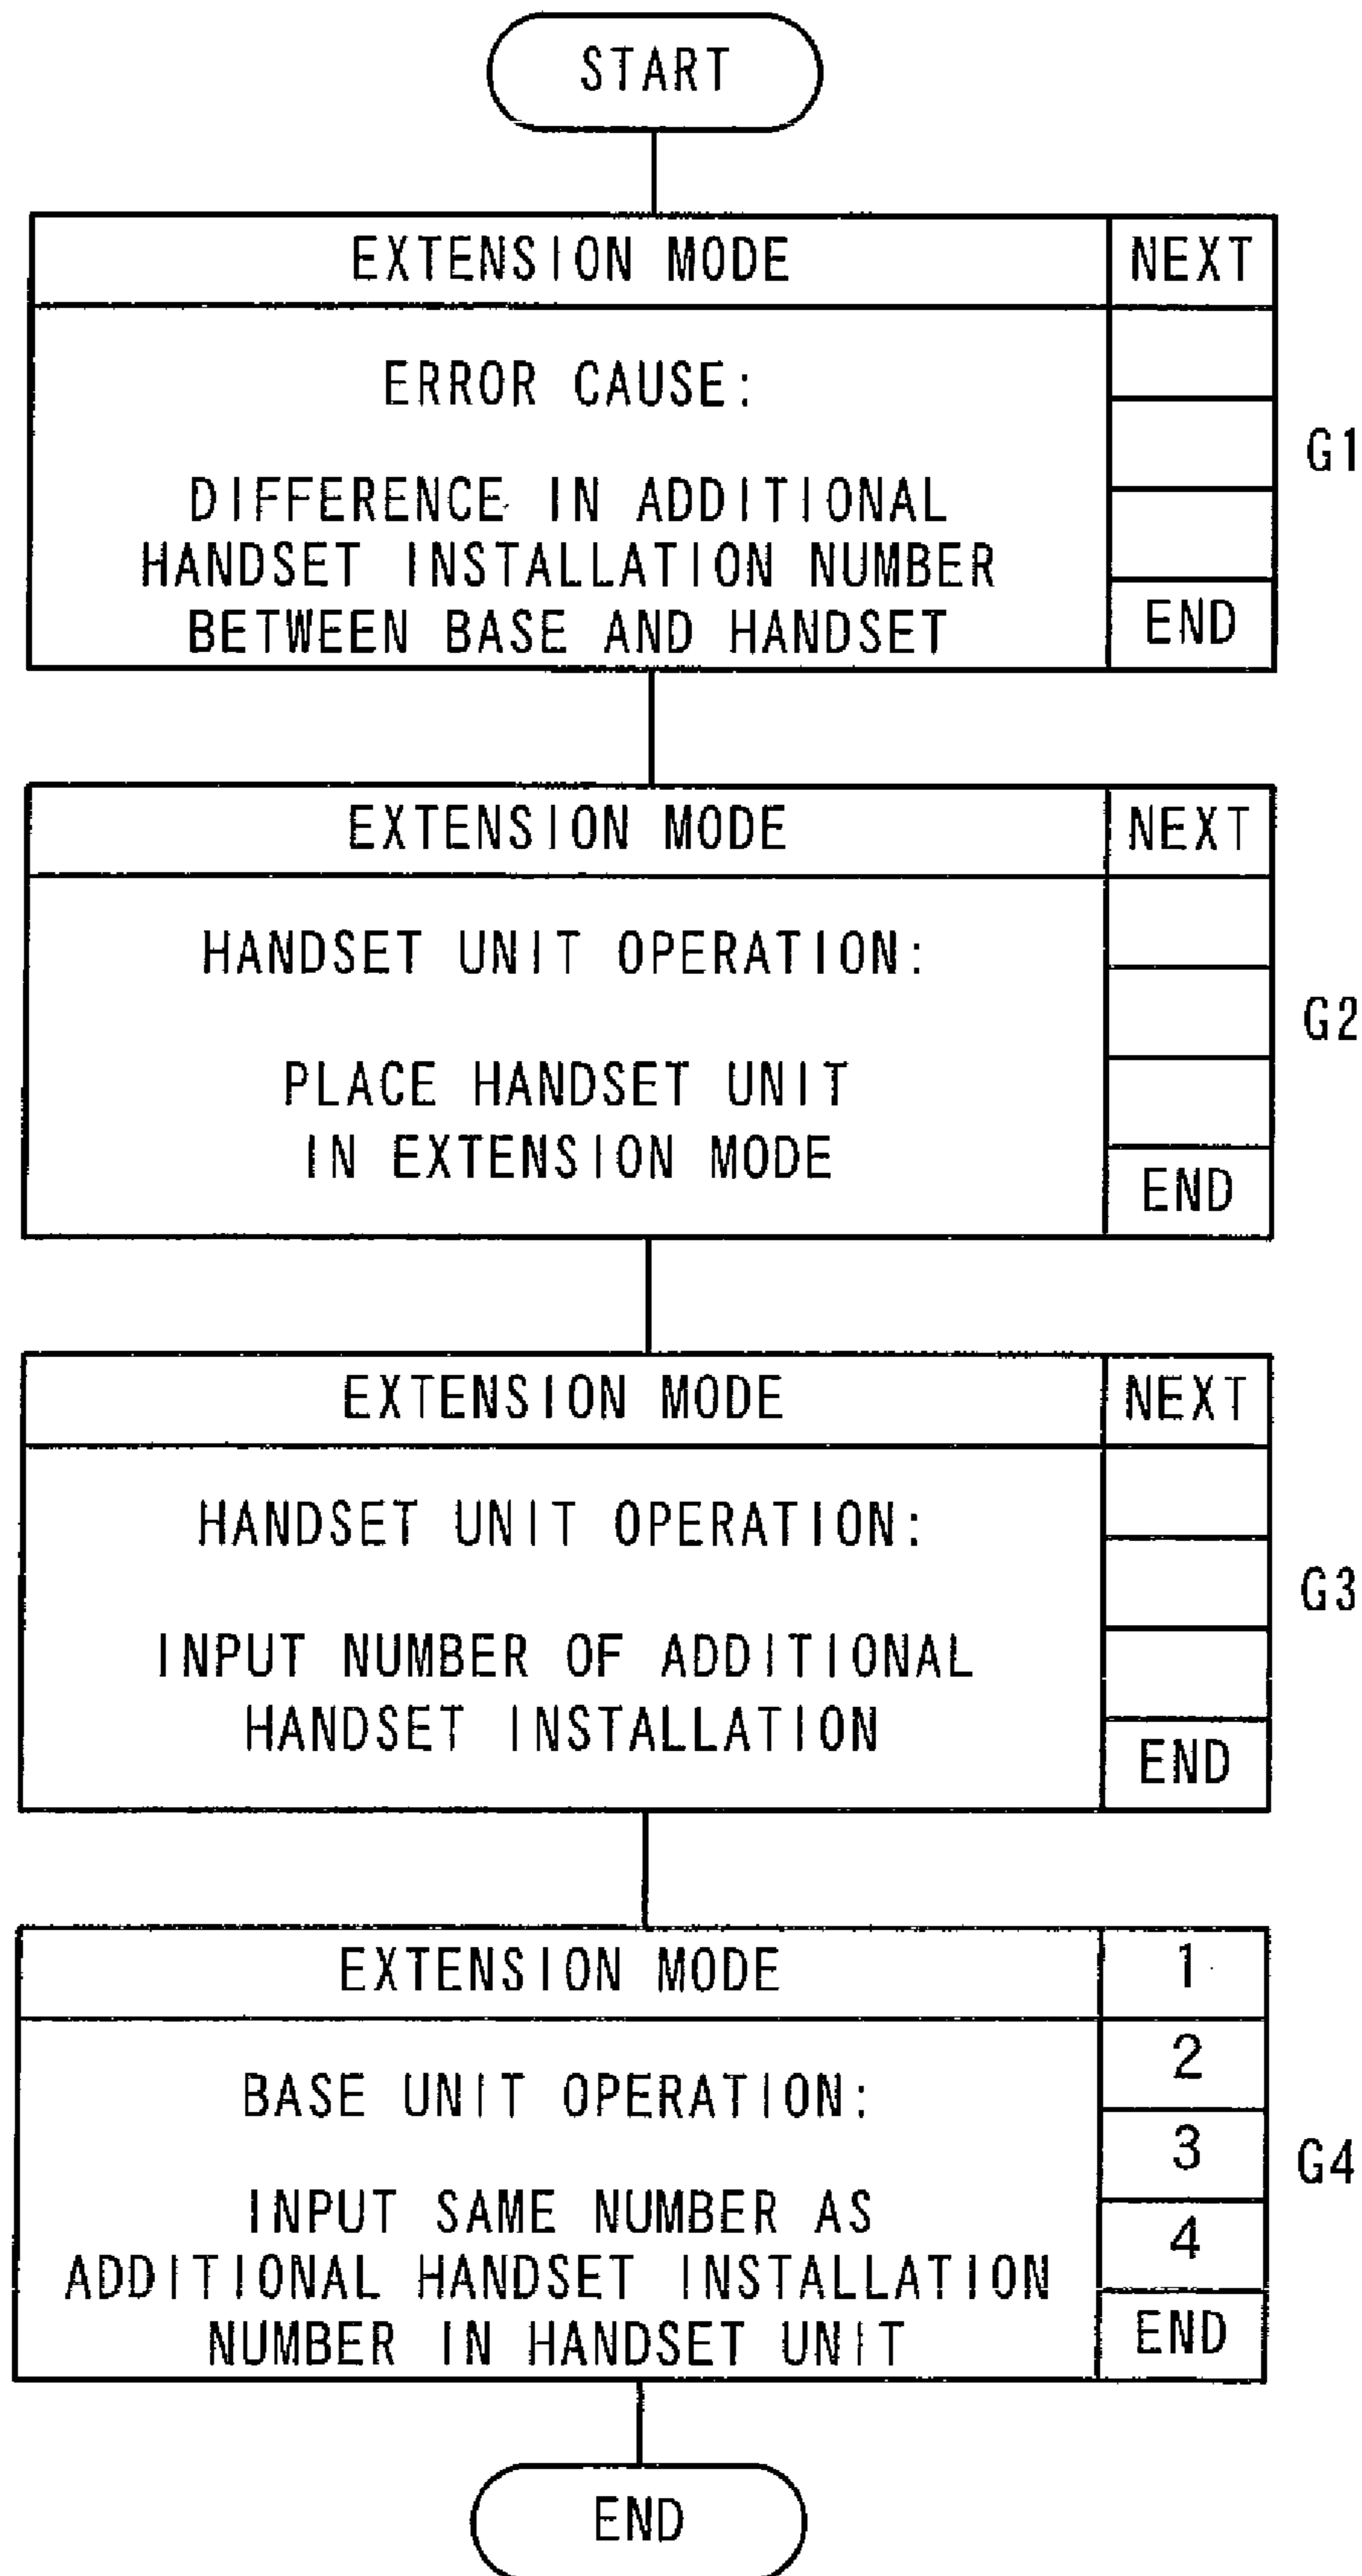 START
EXTENSION MODE
NEXT
ERROR CAUSE:
DIFFERENCE IN ADDITIONAL
HANDSET INSTALLATION NUMBER
BETWEEN BASE AND HANDSET
END
G1
EXTENSION MODE
NEXT
HANDSET UNIT OPERATION:
PLACE HANDSET UNIT
IN EXTENSION MODE
END
G2
EXTENSION MODE
NEXT
HANDSET UNIT OPERATION:
INPUT NUMBER OF ADDITIONAL
HANDSET INSTALLATION
END
G3
EXTENSION MODE
1
2
3
4
END
BASE UNIT OPERATION:
INPUT SAME NUMBER AS
ADDITIONAL HANDSET INSTALLATION
NUMBER IN HANDSET UNIT
G4
END